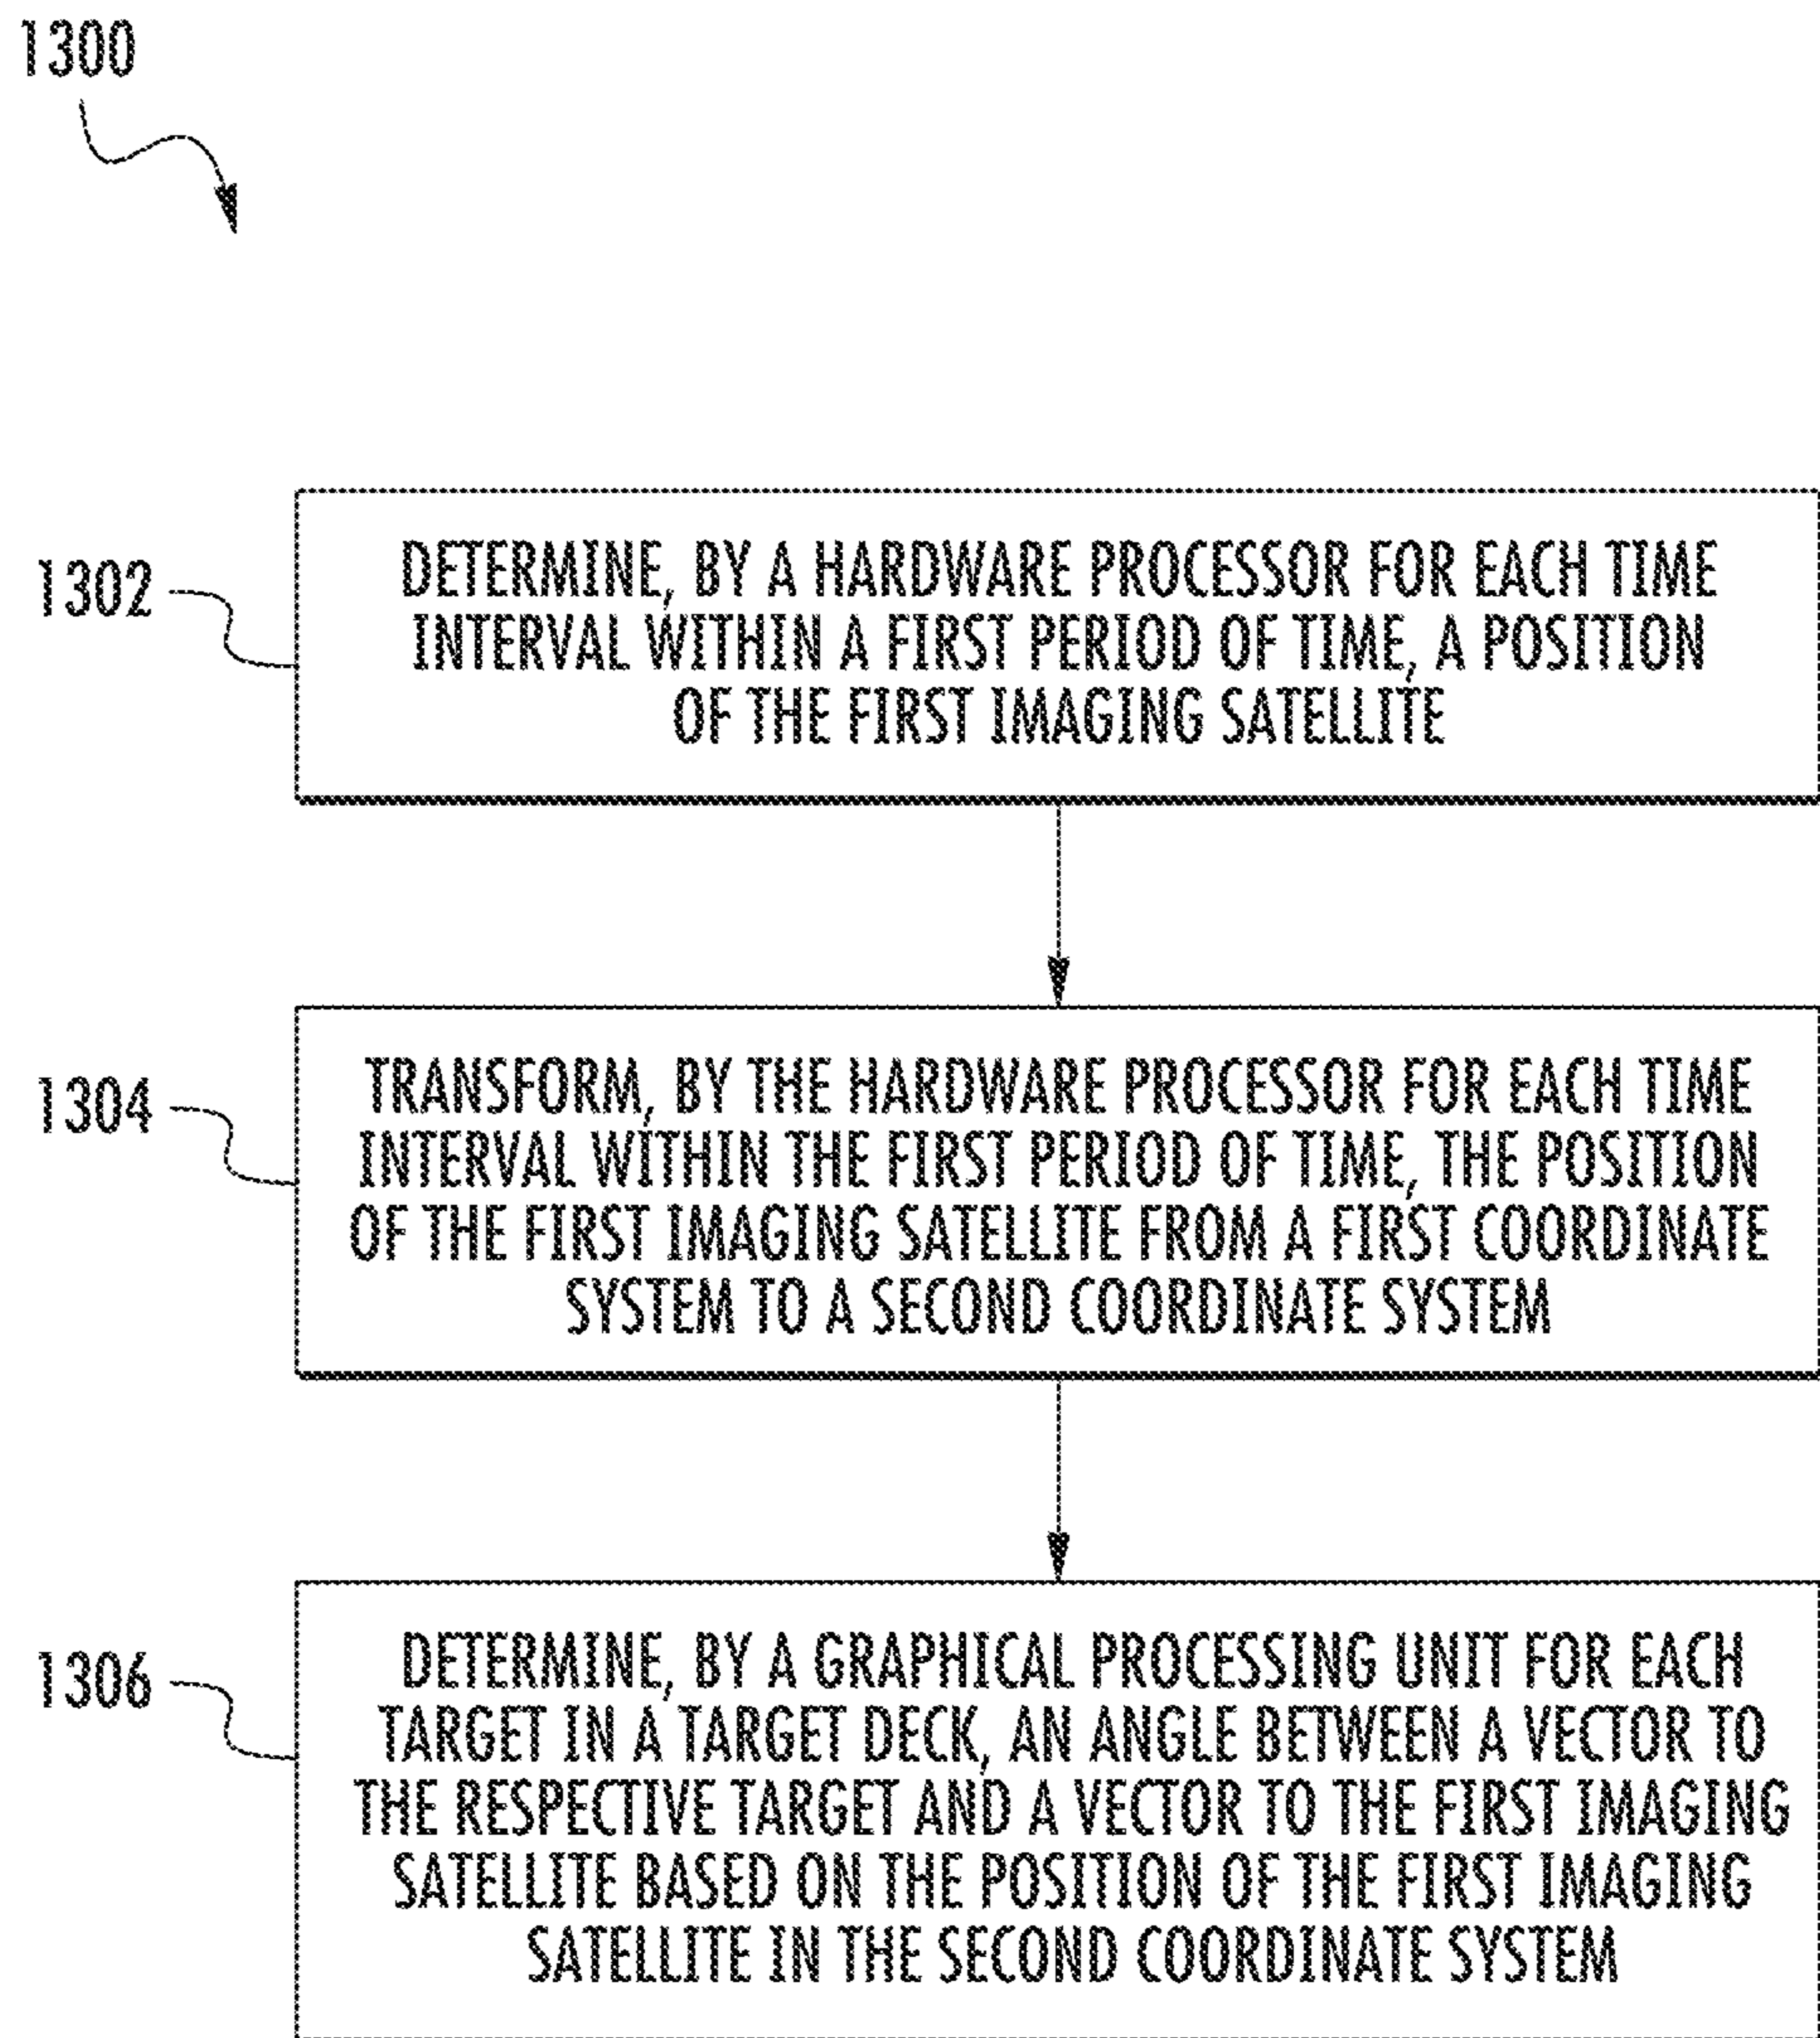 1300
1302
DETERMINE, BY A HARDWARE PROCESSOR FOR EACH TIME
INTERVAL WITHIN A FIRST PERIOD OF TIME, A POSITION
OF THE FIRST IMAGING SATELLITE
1304
TRANSFORM, BY THE HARDWARE PROCESSOR FOR EACH TIME
INTERVAL WITHIN THE FIRST PERIOD OF TIME, THE POSITION
OF THE FIRST IMAGING SATELLITE FROM A FIRST COORDINATE
SYSTEM TO A SECOND COORDINATE SYSTEM
1306
DETERMINE, BY A GRAPHICAL PROCESSING UNIT FOR EACH
TARGET IN A TARGET DECK, AN ANGLE BETWEEN A VECTOR TO
THE RESPECTIVE TARGET AND A VECTOR TO THE FIRST IMAGING
SATELLITE BASED ON THE POSITION OF THE FIRST IMAGING
SATELLITE IN THE SECOND COORDINATE SYSTEM